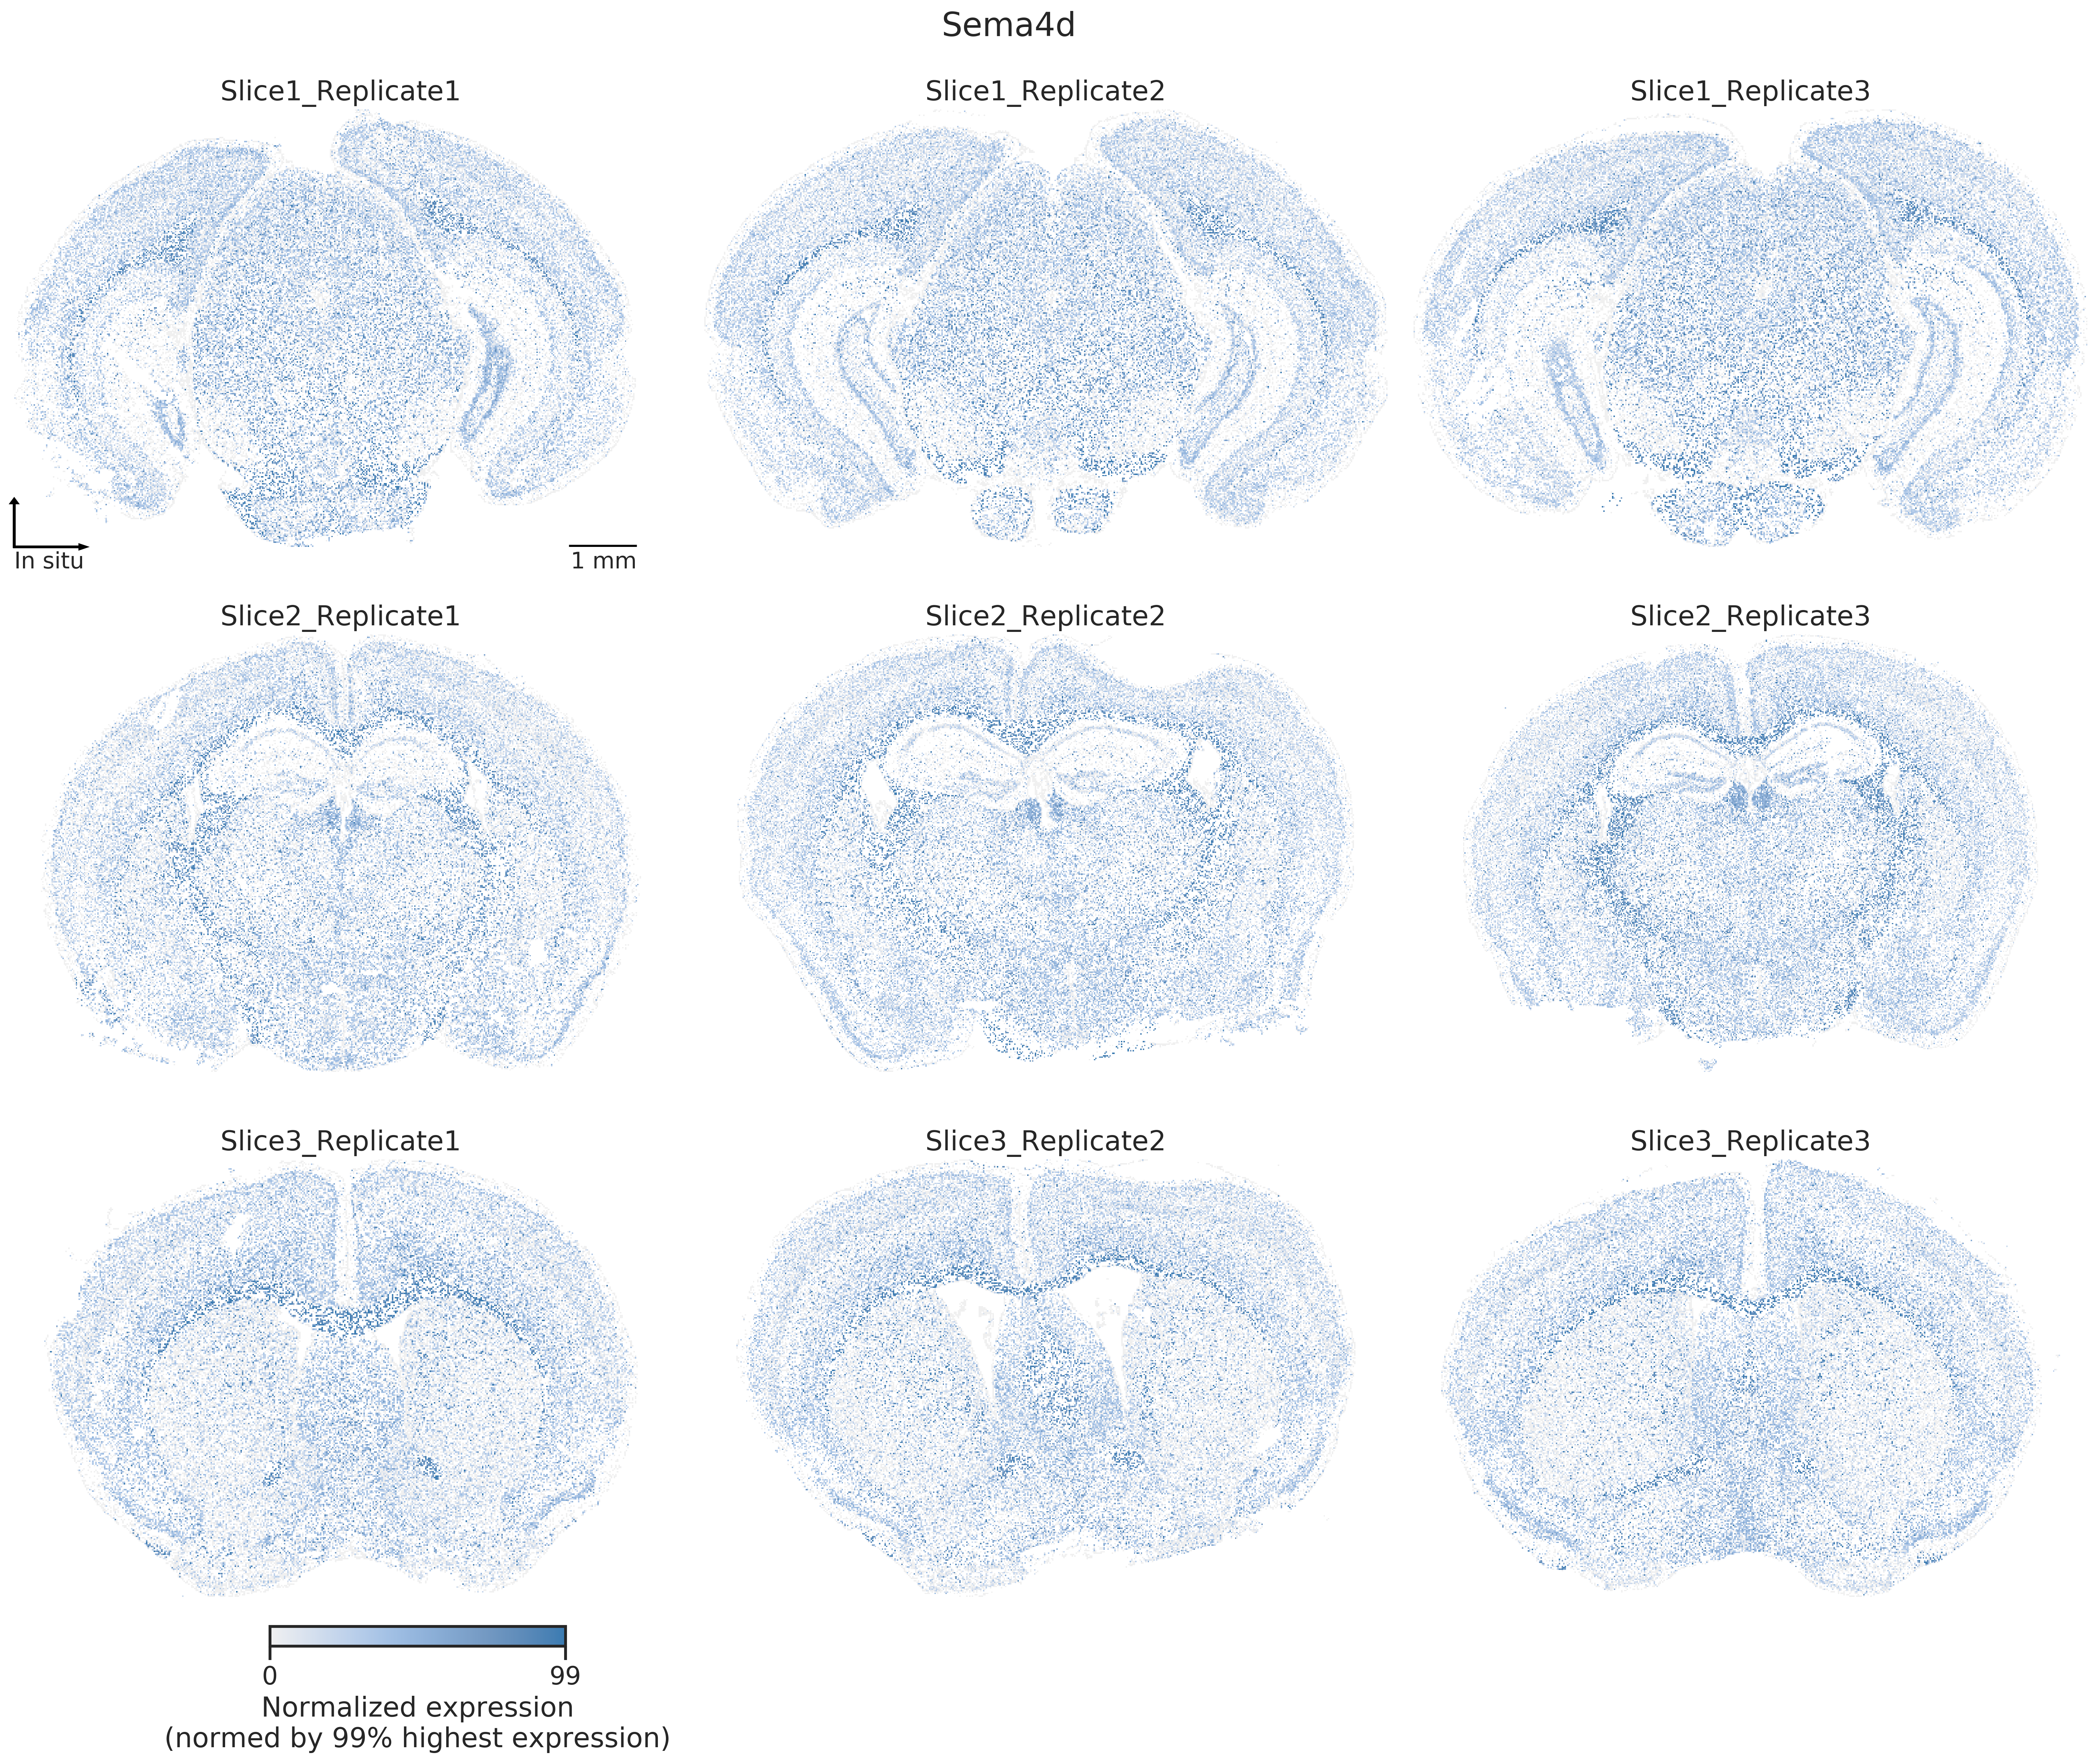 Sema4d
Slice1_Replicate1
Slice1_Replicate2
Slice1_Replicate3
In situ
1 mm
Slice2_Replicate1
Slice2_Replicate2
Slice2_Replicate3
Slice3_Replicate1
Slice3_Replicate2
Slice3_Replicate3
0
99
Normalized expression
(normed by 99% highest expression)